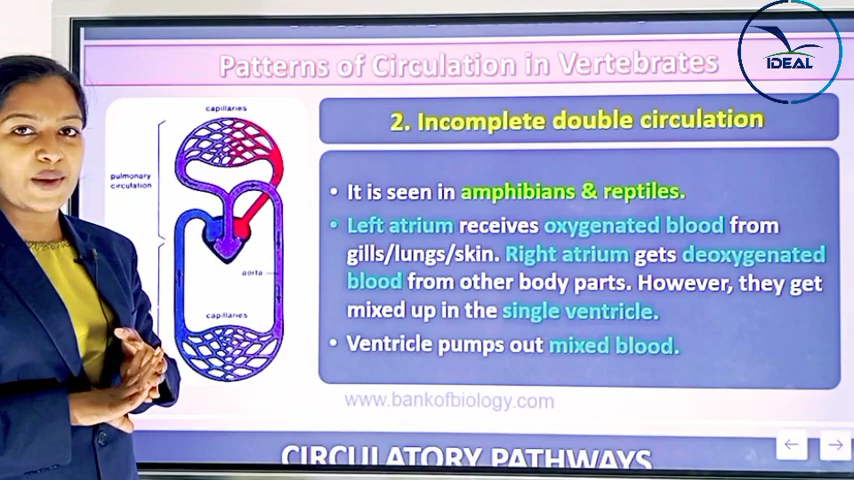 IDEAL
Patterns of Circulation in Vertebrates
capillaries
pulmonary
circulation
aorta
capillaries
2. Incomplete double circulation
• It is seen in amphibians & reptiles.
• Left atrium receives oxygenated blood from
gills/lungs/skin. Right atrium gets deoxygenated
blood from other body parts. However, they get
mixed up in the single ventricle.
• Ventricle pumps out mixed blood.
www.bankofbiology.com
CIRCULATORY PATHWAYS